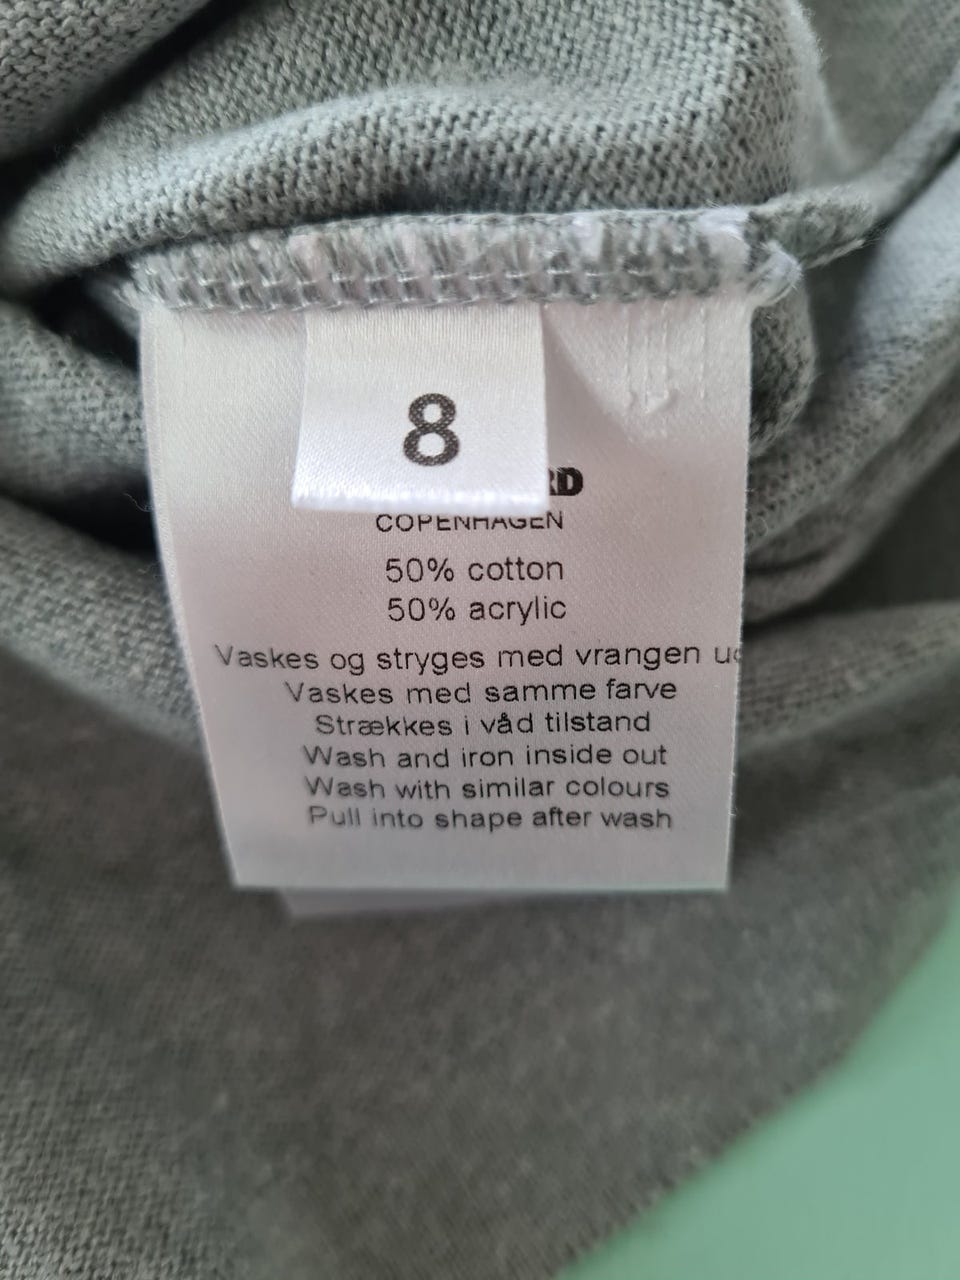 8
RD
COPENHAGEN
50% cotton
50% acrylic
Vaskes og stryges med vrangen
Vaskes med samme farve
Strækkes i våd tilstand
Wash and iron inside out
Wash with similar colours
Pull into shape after wash